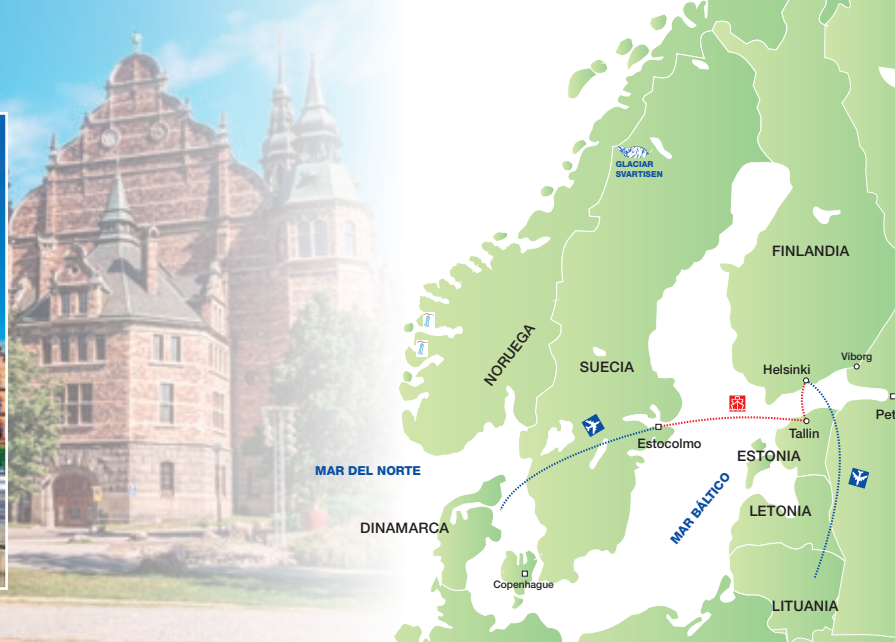 GLACIAR
SVARTISEN
FINLANDIA
NORUEGA
SUECIA
Helsinki
Viborg
Pet
Estocolmo
Tallin
ESTONIA
MAR DEL NORTE
MAR BÁLTICO
LETONIA
DINAMARCA
Copenhague
LITUANIA